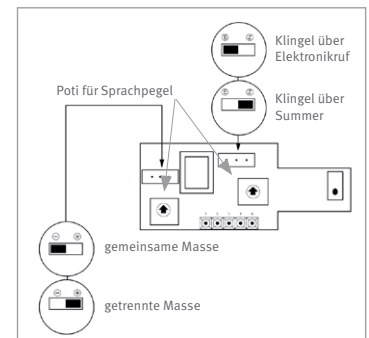 Klingel über
Elektronikruf
Poti für Sprachpegel
Klingel über
Summer
gemeinsame Masse
getrennte Masse